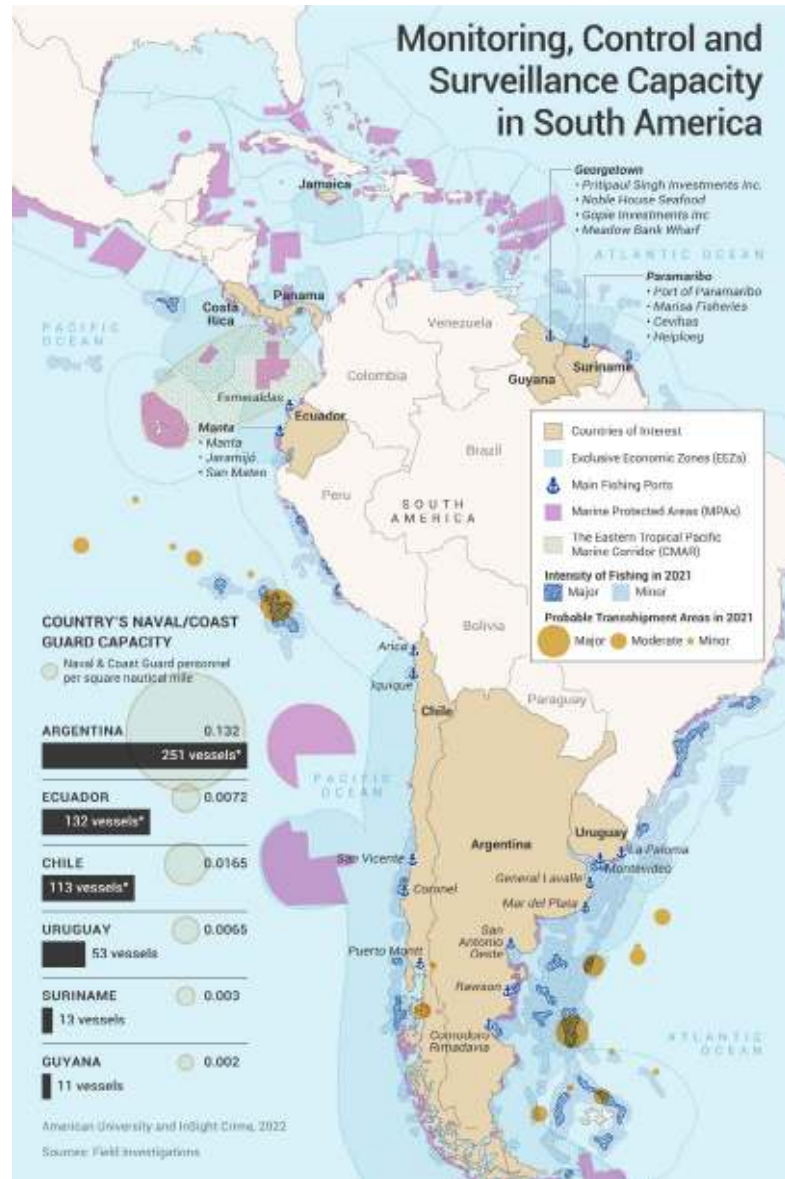 Monitoring, Control and
Surveillance Capacity
in South America
Georgetown
• Pritipaul Singh Investments Inc.
• Noble House Seafood
• Gopie Investments Inc
• Meadow Bank Wharf
Jamaica
ATLANTIC OCEAN
Paramaribo
• Port of Paramaribo
• Marisa Fisheries
• Cevihas
• Heiploeg
Costa
Rica
Panama
PACIFIC
OCEAN
Venezuela
Colombia
Guyana
Suriname
Esmeraldas
Ecuador
Manta
• Manta
• Jaramijó
• San Mateo
Brazil
Peru
SOUTH
AMERICA
Countries of Interest
Exclusive Economic Zones (EEZs)
Main Fishing Ports
Marine Protected Areas (MPAs)
The Eastern Tropical Pacific
Marine Corridor (CMAR)
Intensity of Fishing in 2021
Major Minor
Probable Transshipment Areas in 2021
Major Moderate Minor
Bolivia
COUNTRY'S NAVAL/COAST
GUARD CAPACITY
Naval & Coast Guard personnel
per square nautical mile
Arica
Iquique
Paraguay
Chile
ARGENTINA 0.132
251 vessels*
PACIFIC
OCEAN
ECUADOR 0.0072
132 vessels*
CHILE 0.0165
113 vessels*
URUGUAY 0.0065
53 vessels
SURINAME 0.003
13 vessels
GUYANA 0.002
11 vessels
Argentina
Uruguay
La Paloma
Montevideo
San Vicente
Coronel
General Lavalle
Mar del Plata
San
Antonio
Oeste
Puerto Montt
Rawson
Comodoro
Rimadavia
ATLANTIC
OCEAN
American University and InSight Crime, 2022
Sources: Field Investigations